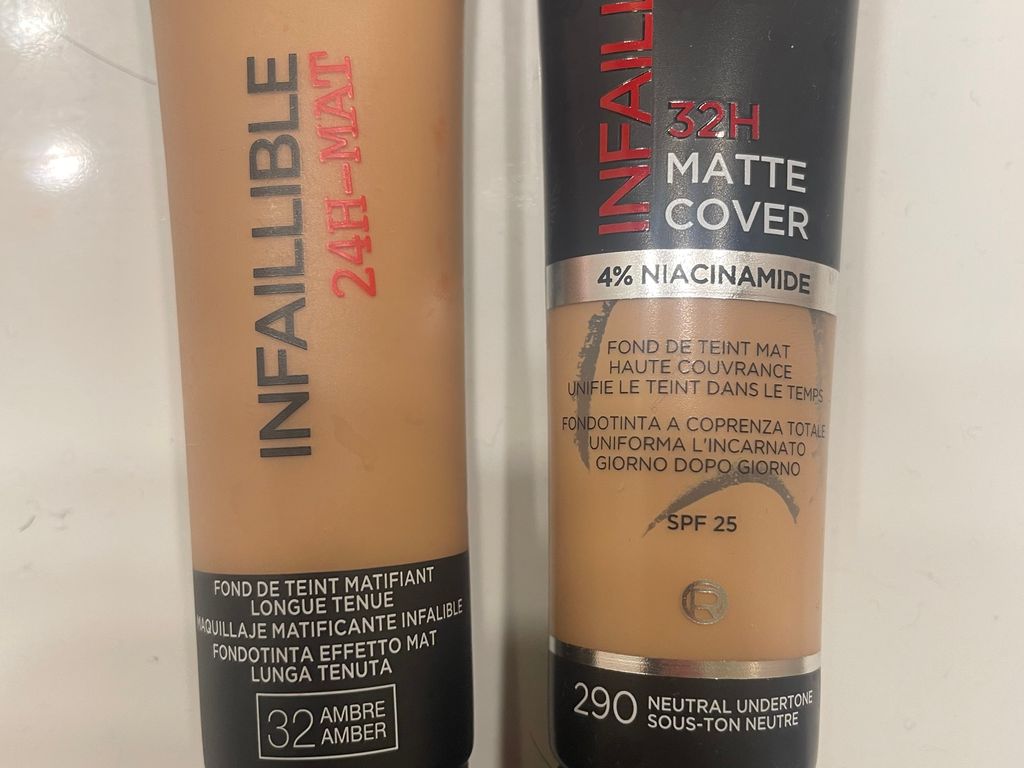 INFAILLIBLE
24H-MAT
FOND DE TEINT MATIFIANT
LONGUE TENUE
MAQUILLAJE MATIFICANTE INFALIBLE
FONDOTINTA EFFETTO MAT
LUNGA TENUTA
32 AMBRE
AMBER
INFAILL
32H
MATTE
COVER
4% NIACINAMIDE
FOND DE TEINT MAT
HAUTE COUVRANCE
UNIFIE LE TEINT DANS LE TEMPS
FONDOTINTA A COPRENZA TOTALE
UNIFORMA L'INCARNATO
GIORNO DOPO GIORNO
SPF 25
R
290 NEUTRAL UNDERTONE
SOUS-TON NEUTRE